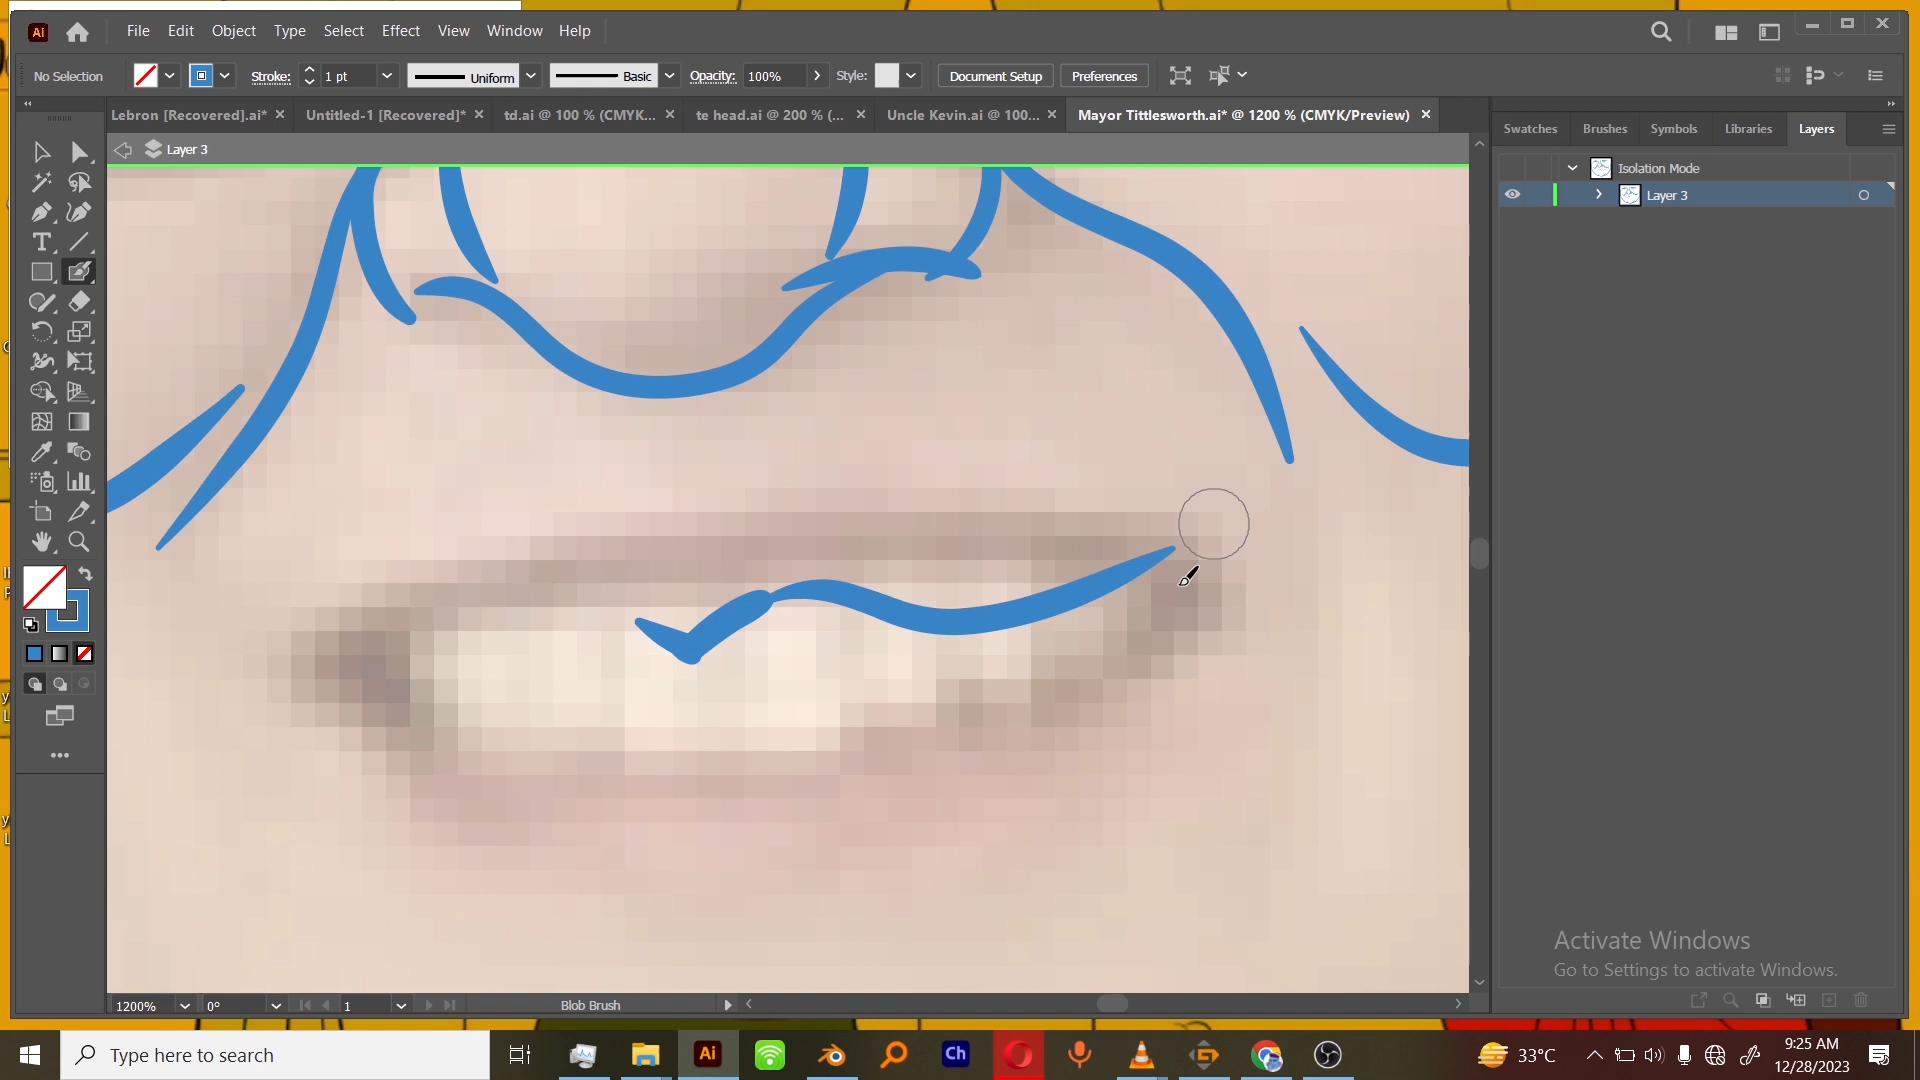 Ai File Edit Object Type Select Effect View Window Help
No Selection Stroke: 1 pt Uniform Basic Opacity: 100% Style: Document Setup Preferences
Lebron [Recovered].ai* Untitled-1 [Recovered]* td.ai @ 100 % (CMYK... te head.ai @ 200 % (... Uncle Kevin.ai @ 100... Mayor Tittlesworth.ai* @ 1200 % (CMYK/Preview)
Swatches Brushes Symbols Libraries Layers
Layer 3
Isolation Mode
Layer 3
Activate Windows
Go to Settings to activate Windows.
1200% 0° 1 Blob Brush
Type here to search
Ai
Ch
33°C
9:25 AM
12/28/2023